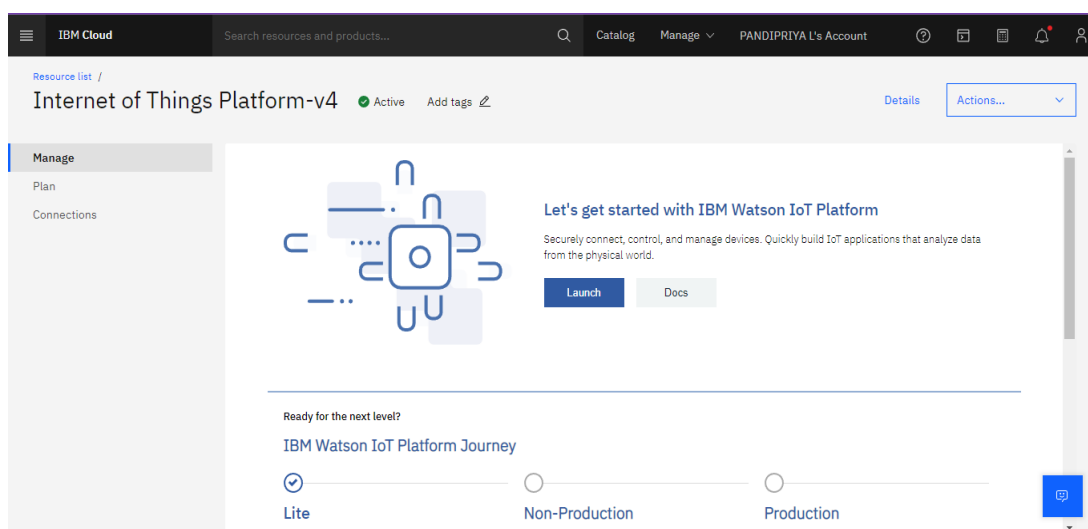 IBM Cloud
Search resources and products...
Catalog
Manage
PANDIPRIYA L's Account
Resource list /
Internet of Things Platform-v4
Active
Add tags
Details
Actions...
Manage
Plan
Connections
Let's get started with IBM Watson IoT Platform
Securely connect, control, and manage devices. Quickly build IoT applications that analyze data
from the physical world.
Launch
Docs
Ready for the next level?
IBM Watson IoT Platform Journey
Lite
Non-Production
Production